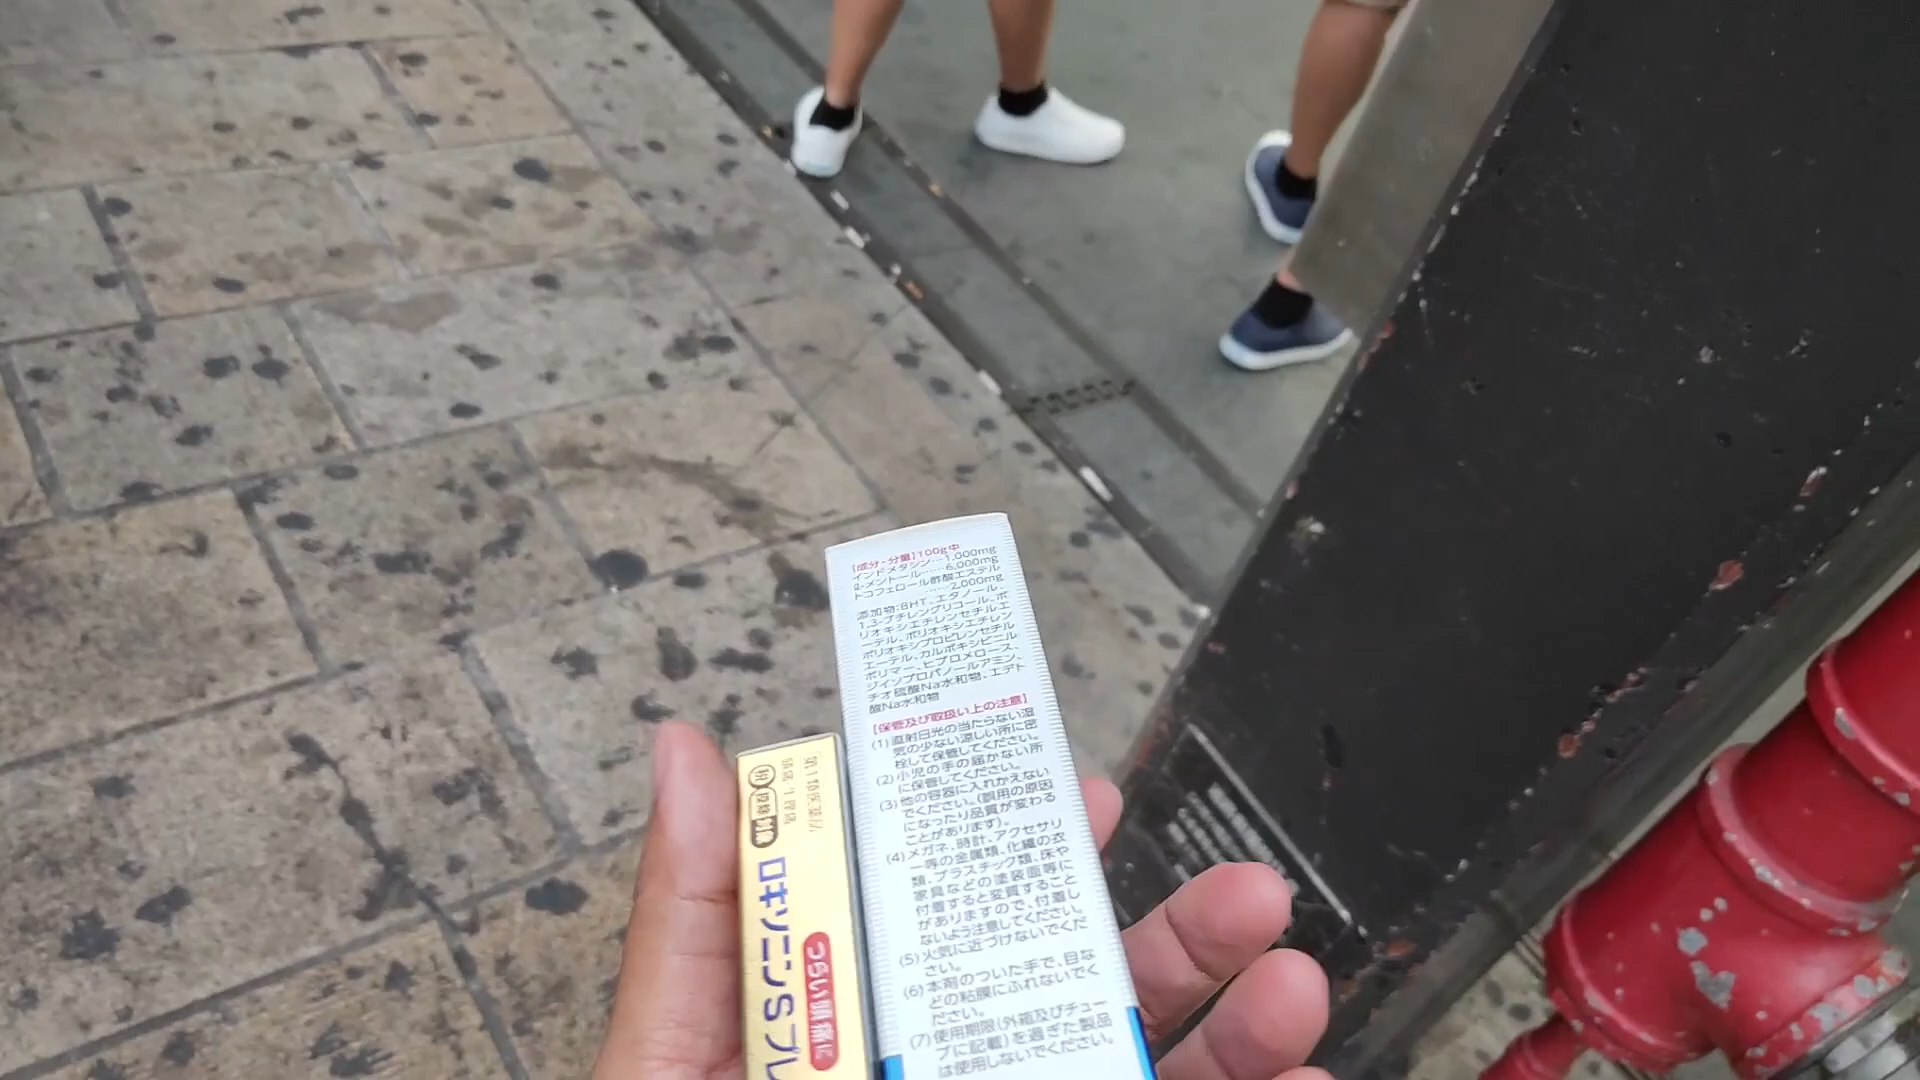 [成分・分量]100g中
インドメタシン…1,000mg
ℓ-メントール……6,000mg
トコフェロール酢酸エステル
……2,000mg
添加物:BHT、エタノール、
1,3-ブチレングリコール、ポ
リオキシエチレンセチルエ
ーテル、ポリオキシエチレン
ポリオキシプロピレンセチル
エーテル、カルボキシビニル
ポリマー、ヒプロメロース、
ジイソプロパノールアミン、
チオ硫酸Na水和物、エデト
酸Na水和物
[保管及び取扱い上の注意]
(1)直射日光の当たらない湿
気の少ない涼しい所に密
栓して保管してください。
(2)小児の手の届かない所
に保管してください。
(3)他の容器に入れかえない
でください。(誤用の原因
になったり品質が変わる
ことがあります)。
(4)メガネ、時計、アクセサリ
ー等の金属類、化繊の衣
類、プラスチック類、床や
家具などの塗装面等に
付着すると変質すること
がありますので、付着し
ないよう注意してください。
(5)火気に近づけないでくだ
さい。
(6)本剤のついた手で、目な
どの粘膜にふれないでく
ださい。
(7)使用期限(外箱及びチュー
ブに記載)を過ぎた製品
は使用しないでください。
第1類医薬品
ロキソニンSプレ
つらい頭痛に